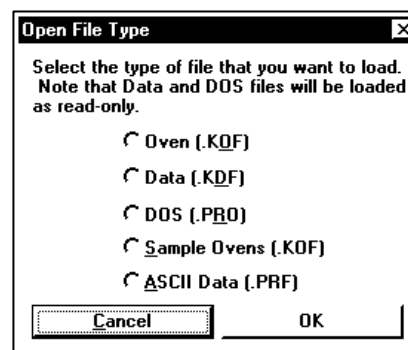 Open File Type
Select the type of file that you want to load.
Note that Data and DOS files will be loaded
as read-only.
Oven (.KOF)
Data (.KDF)
DOS (.PRO)
Sample Ovens (.KOF)
ASCII Data (.PRF)
Cancel OK